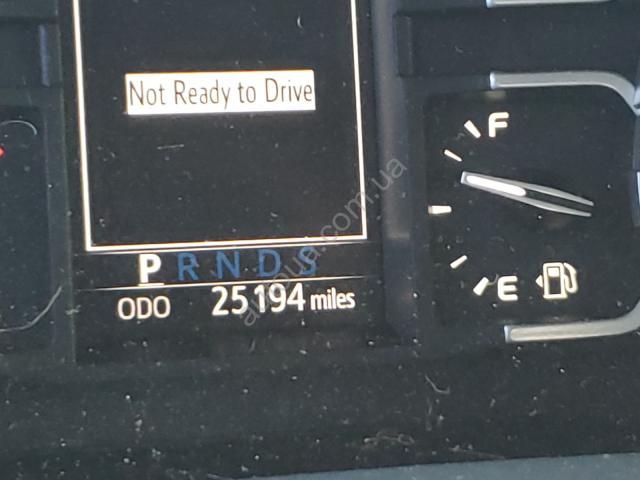 Not Ready to Drive
F
P R N D S
E
ODO 25194 miles